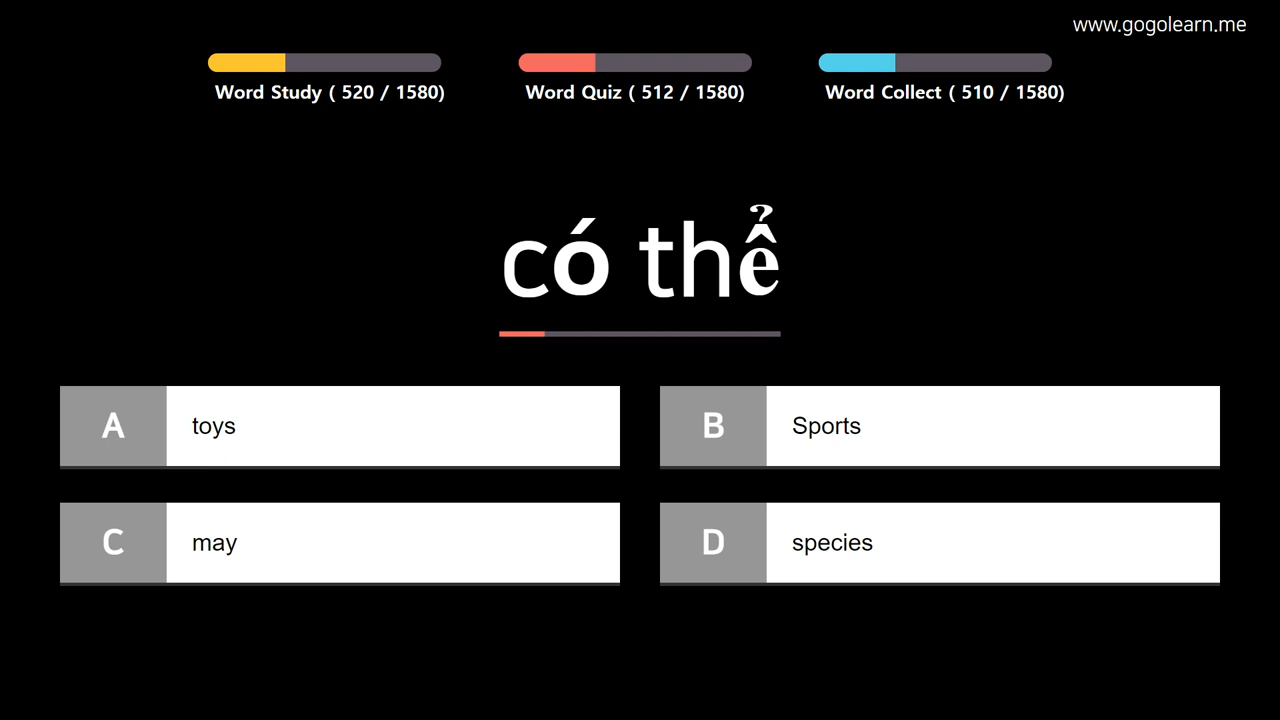 www.gogolearn.me
Word Study ( 520 / 1580)
Word Quiz ( 512 / 1580)
Word Collect ( 510 / 1580)
có thể
A toys
B Sports
C may
D species